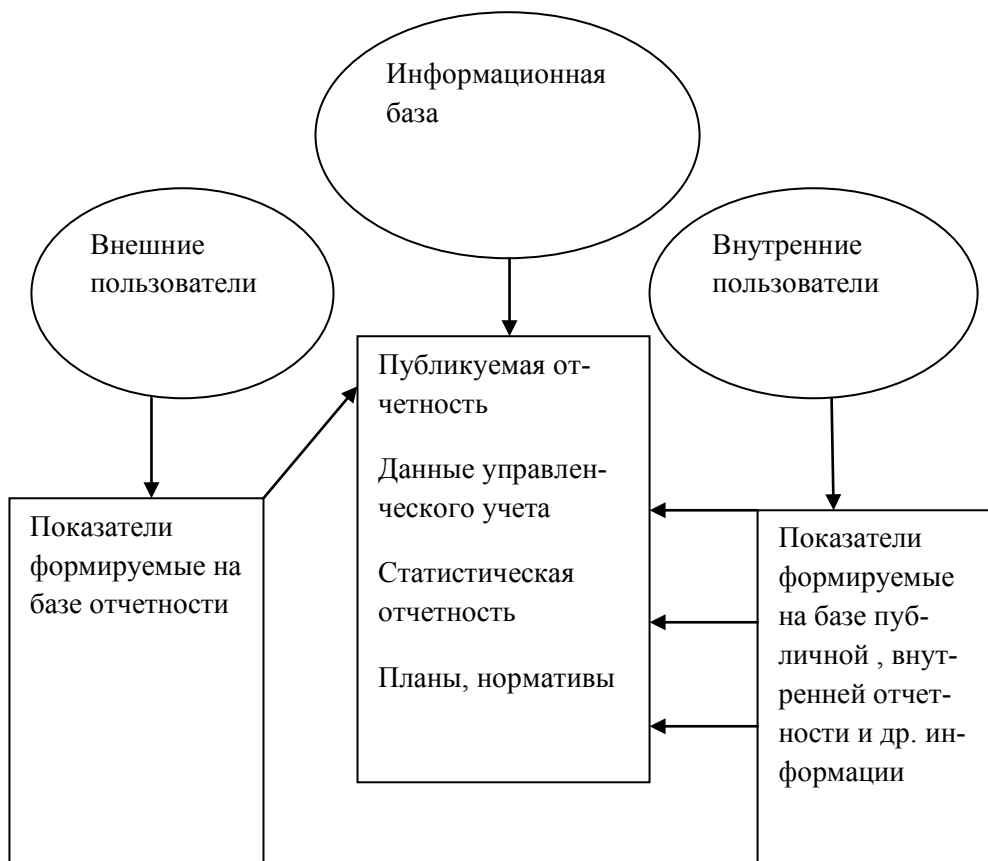 Информационная
база
Внешние
пользователи
Внутренние
пользователи
Публикуемая от-
четность
Данные управлен-
ческого учета
Статистическая
отчетность
Планы, нормативы
Показатели
формируемые на
базе отчетности
Показатели
формируемые
на базе пуб-
личной , внут-
ренней отчет-
ности и др. ин-
формации